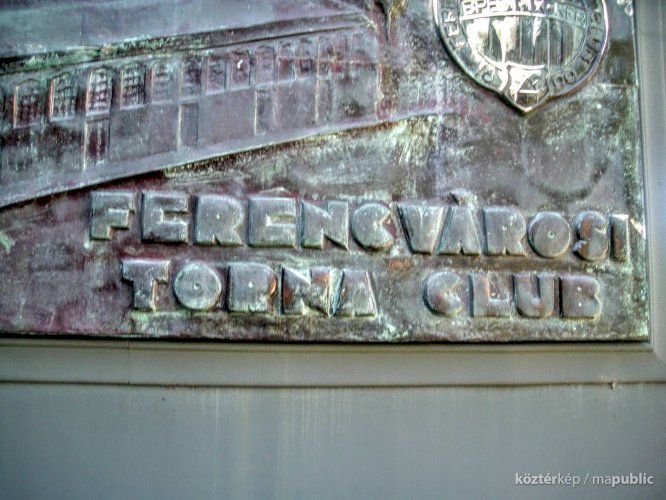 FERENCVÁROSI
TORNA CLUB
köztérkép / mapublic